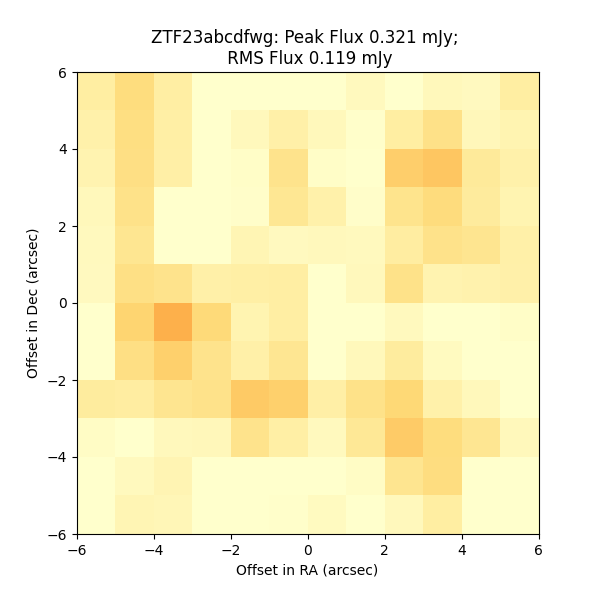 ZTF23abcdfwg: Peak Flux 0.321 mJy;
RMS Flux 0.119 mJy
6
4
2
0
−2
−4
−6
Offset in Dec (arcsec)
−6 −4 −2 0 2 4 6
Offset in RA (arcsec)